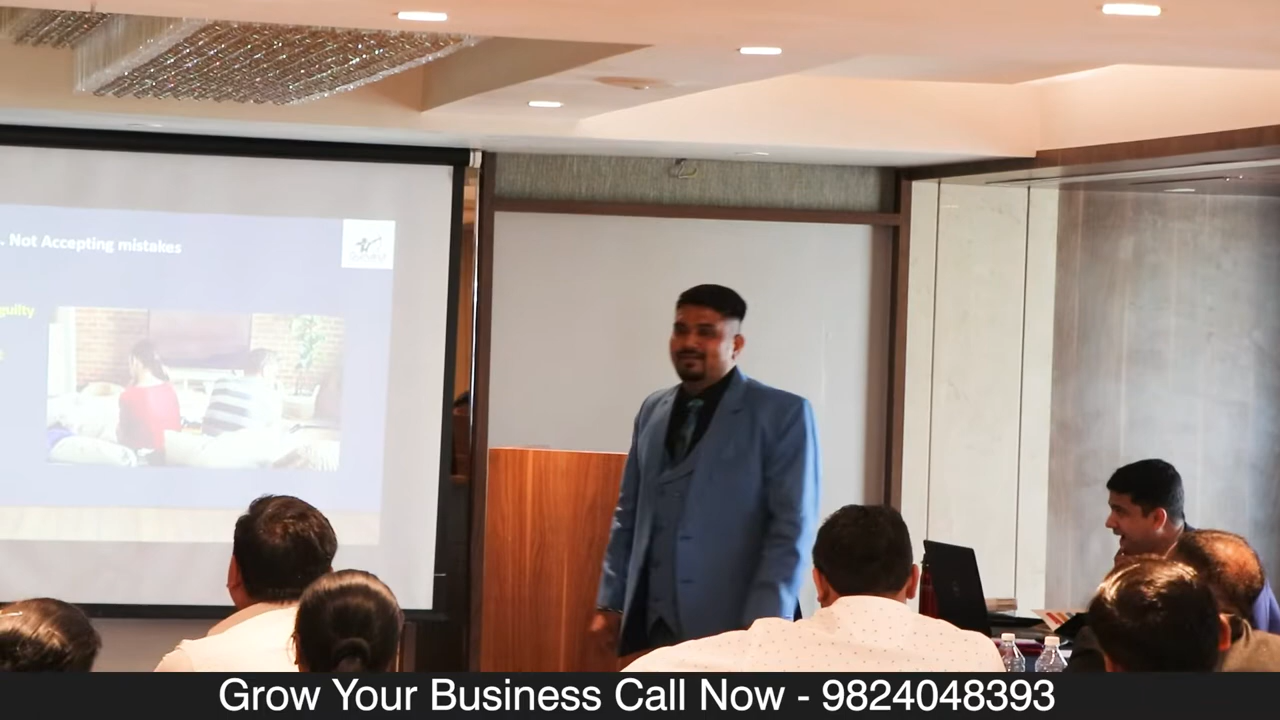 . Not Accepting mistakes
guilty
Grow Your Business Call Now - 9824048393